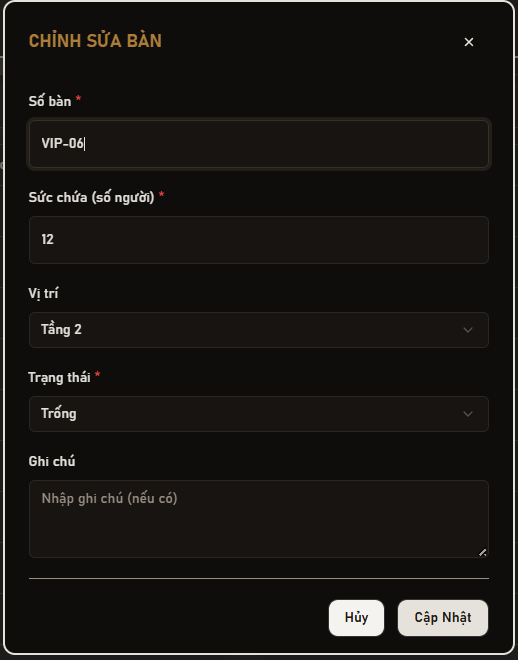 CHỈNH SỬA BÀN
Số bàn *
VIP-06
Sức chứa (số người) *
12
Vị trí
Tầng 2
Trạng thái *
Trống
Ghi chú
Nhập ghi chú (nếu có)
Hủy
Cập Nhật